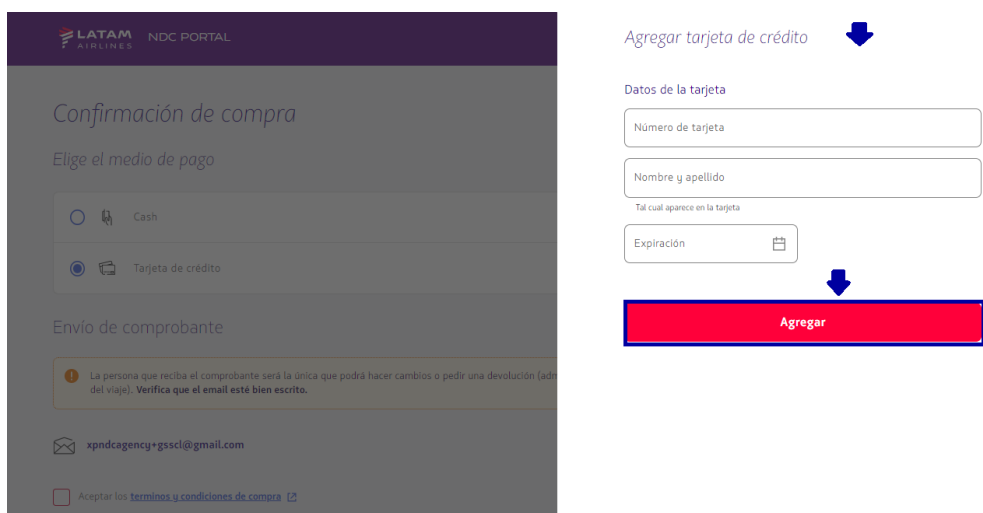 LATAM
AIRLINES
NDC PORTAL
Confirmación de compra
Elige el medio de pago
Cash
Tarjeta de crédito
Envío de comprobante
La persona que reciba el comprobante será la única que podrá hacer cambios o pedir una devolución (adm
del viaje). Verifica que el email esté bien escrito.
xpndcagency+gsscl@gmail.com
Aceptar los terminos y condiciones de compra
Agregar tarjeta de crédito
Datos de la tarjeta
Número de tarjeta
Nombre y apellido
Tal cual aparece en la tarjeta
Expiración
Agregar